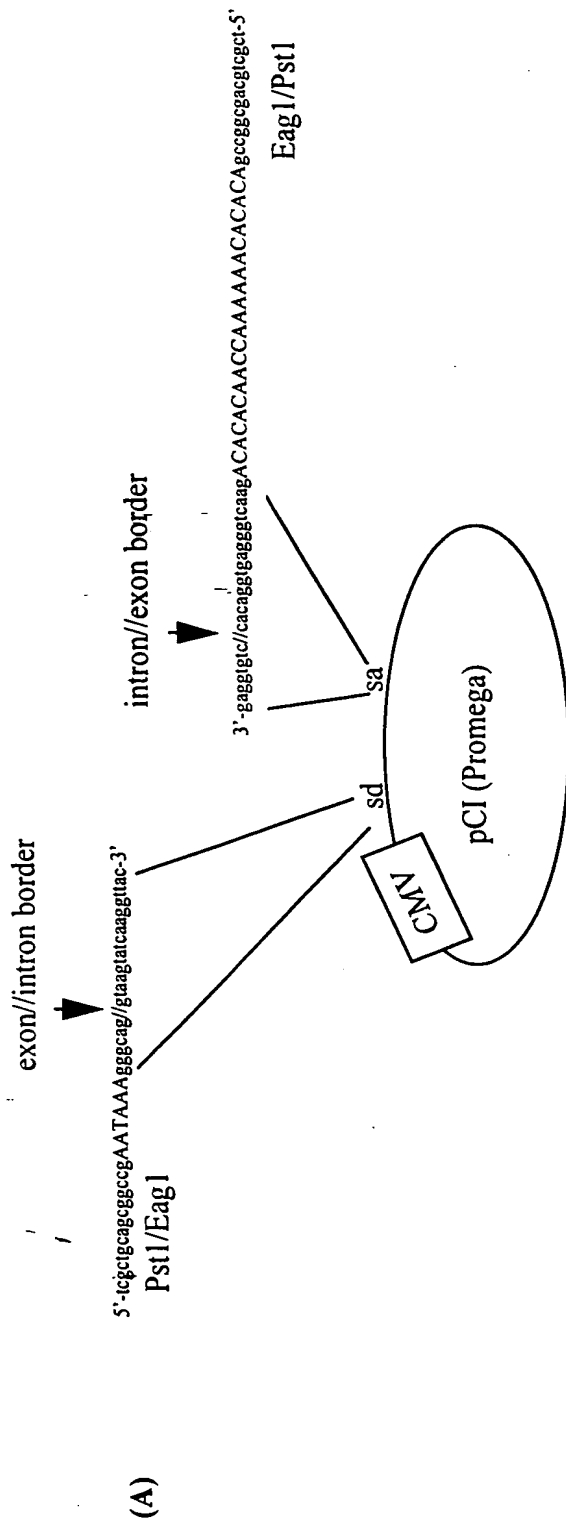 (A)
exon//intron border
5'-tcgctgcagcggccgAATAAAgggcag//gtaagtatcaaggttac-3'
Pst1/Eag1
intron//exon border
3'-gaggtgtc//cacaggtgagggtcaagACACACAACCAAAAAACACACAgccggcgacgtcgct-5'
Eag1/Pst1
sd
sa
CMV
pCI (Promega)